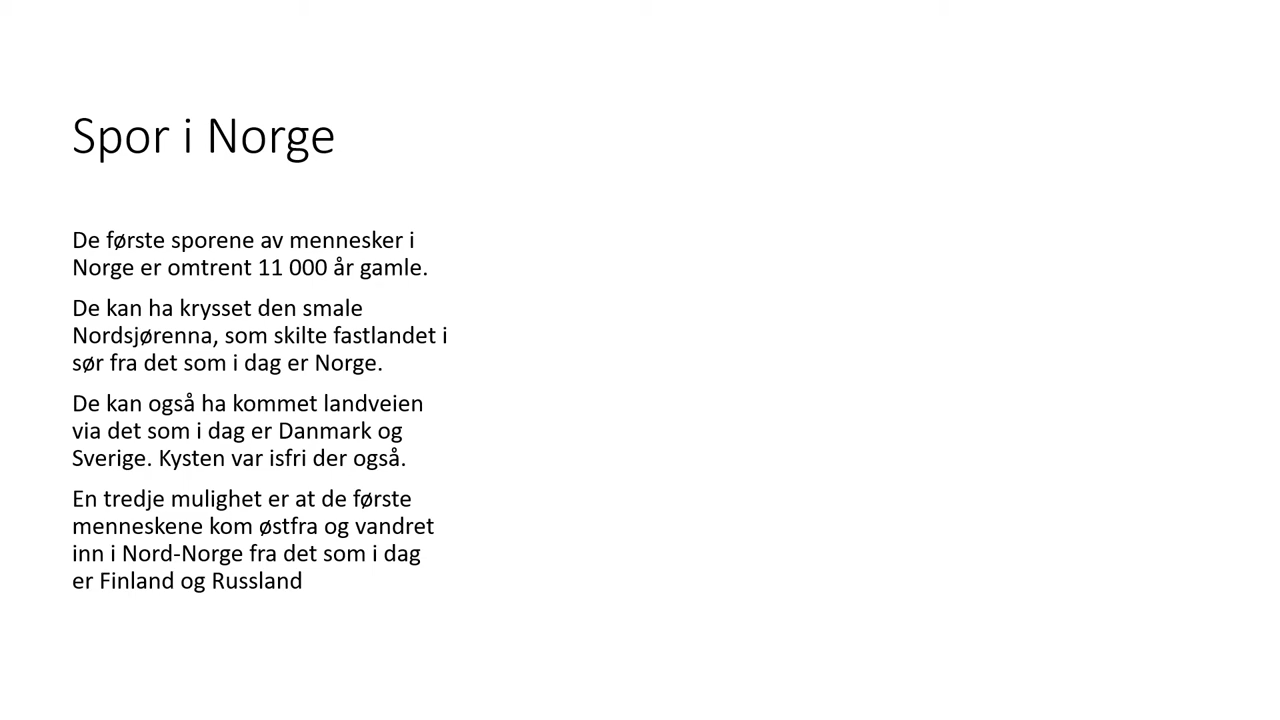 Spor i Norge
De første sporene av mennesker i
Norge er omtrent 11 000 år gamle.
De kan ha krysset den smale
Nordsjørenna, som skilte fastlandet i
sør fra det som i dag er Norge.
De kan også ha kommet landveien
via det som i dag er Danmark og
Sverige. Kysten var isfri der også.
En tredje mulighet er at de første
menneskene kom østfra og vandret
inn i Nord-Norge fra det som i dag
er Finland og Russland